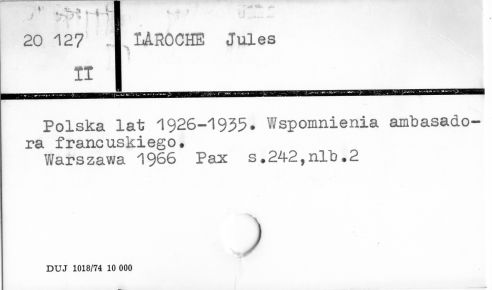 20 127 LAROCHE Jules
II
Polska lat 1926-1935. Wspomnienia ambasado-
ra francuskiego.
Warszawa 1966 Pax s.242,nlb.2
DUJ 1018/74 10 000